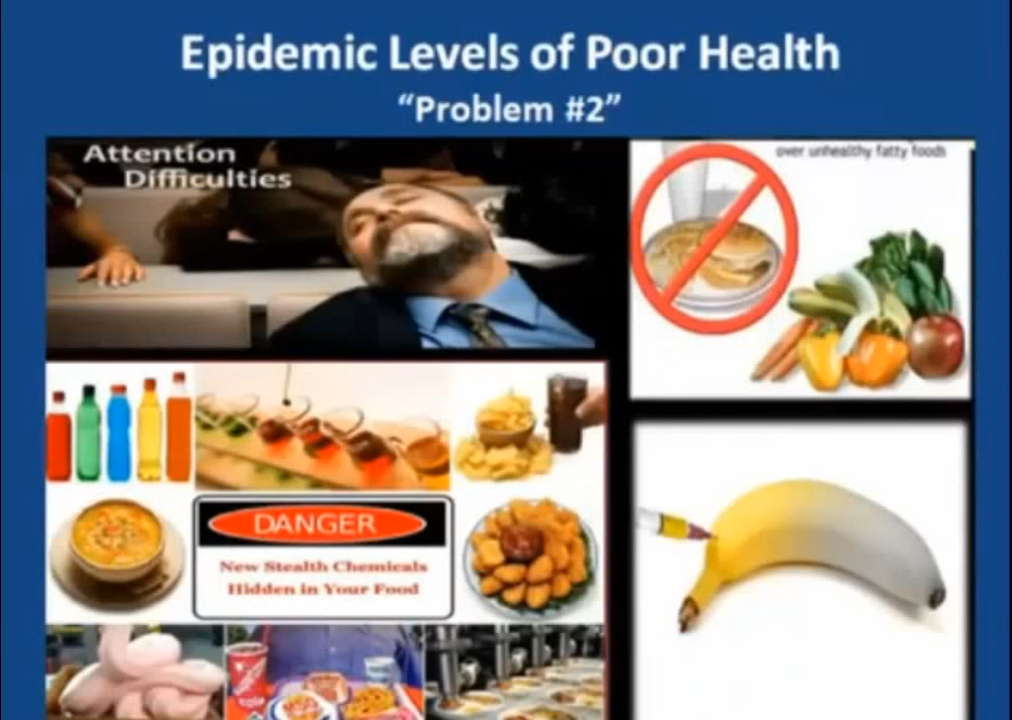 Epidemic Levels of Poor Health
“Problem #2”
Attention
Difficulties
over unhealthy fatty foods
DANGER
New Stealth Chemicals
Hidden in Your Food